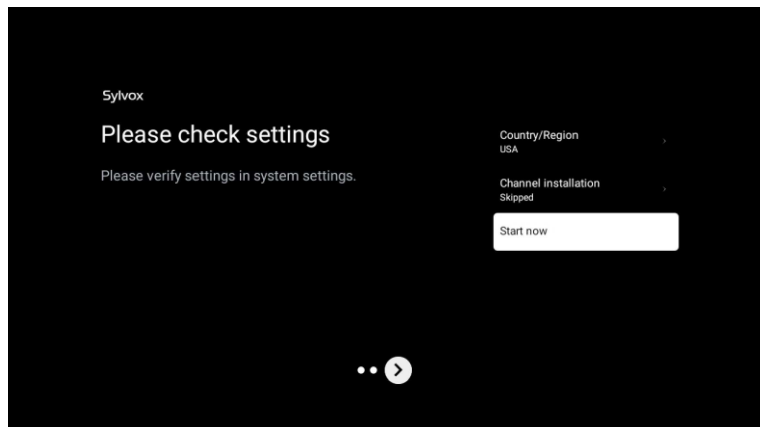 Sylvox
Please check settings
Please verify settings in system settings.
Country/Region
USA
Channel installation
Skipped
Start now